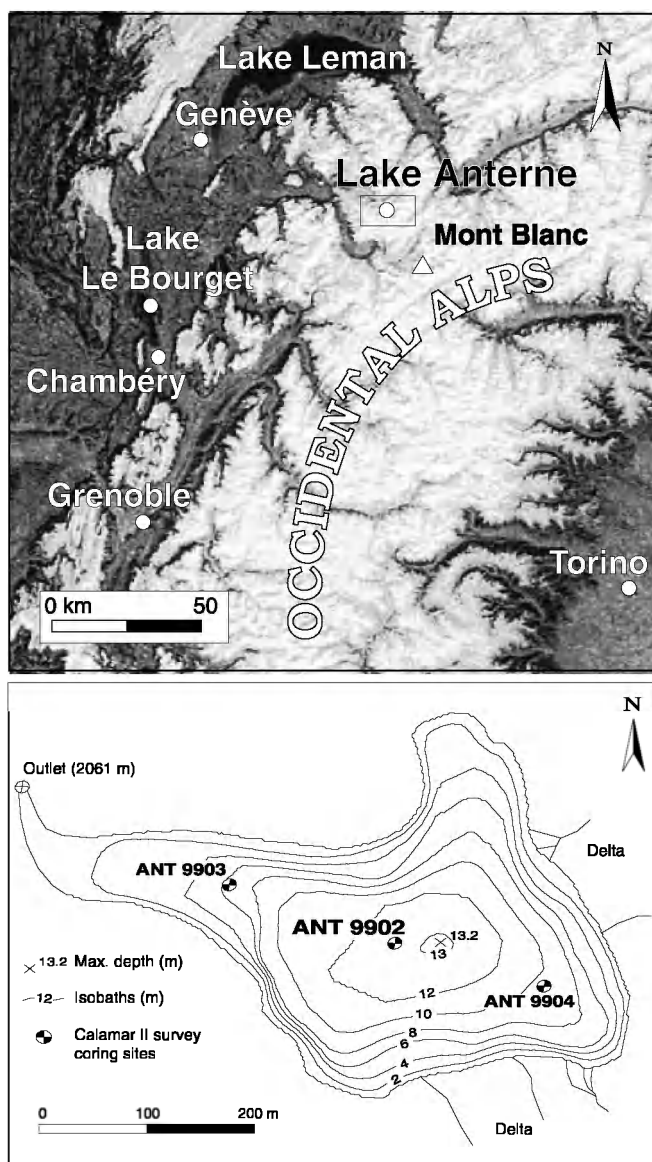 Lake Leman
N
Genève
Lake Anterne
Mont Blanc
Lake
Le Bourget
OCCIDENTAL ALPS
Chambéry
Grenoble
Torino
0 km 50
N
Outlet (2061 m)
Delta
ANT 9903
ANT 9902
13.2
13
13.2 Max. depth (m)
ANT 9904
12 Isobaths (m)
12
10
8
6
4
2
Calamar II survey
coring sites
0 100 200 m
Delta